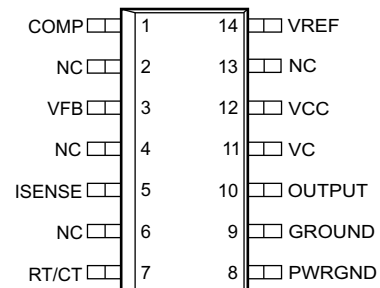 COMP 1 14 VREF
NC 2 13 NC
VFB 3 12 VCC
NC 4 11 VC
ISENSE 5 10 OUTPUT
NC 6 9 GROUND
RT/CT 7 8 PWRGND